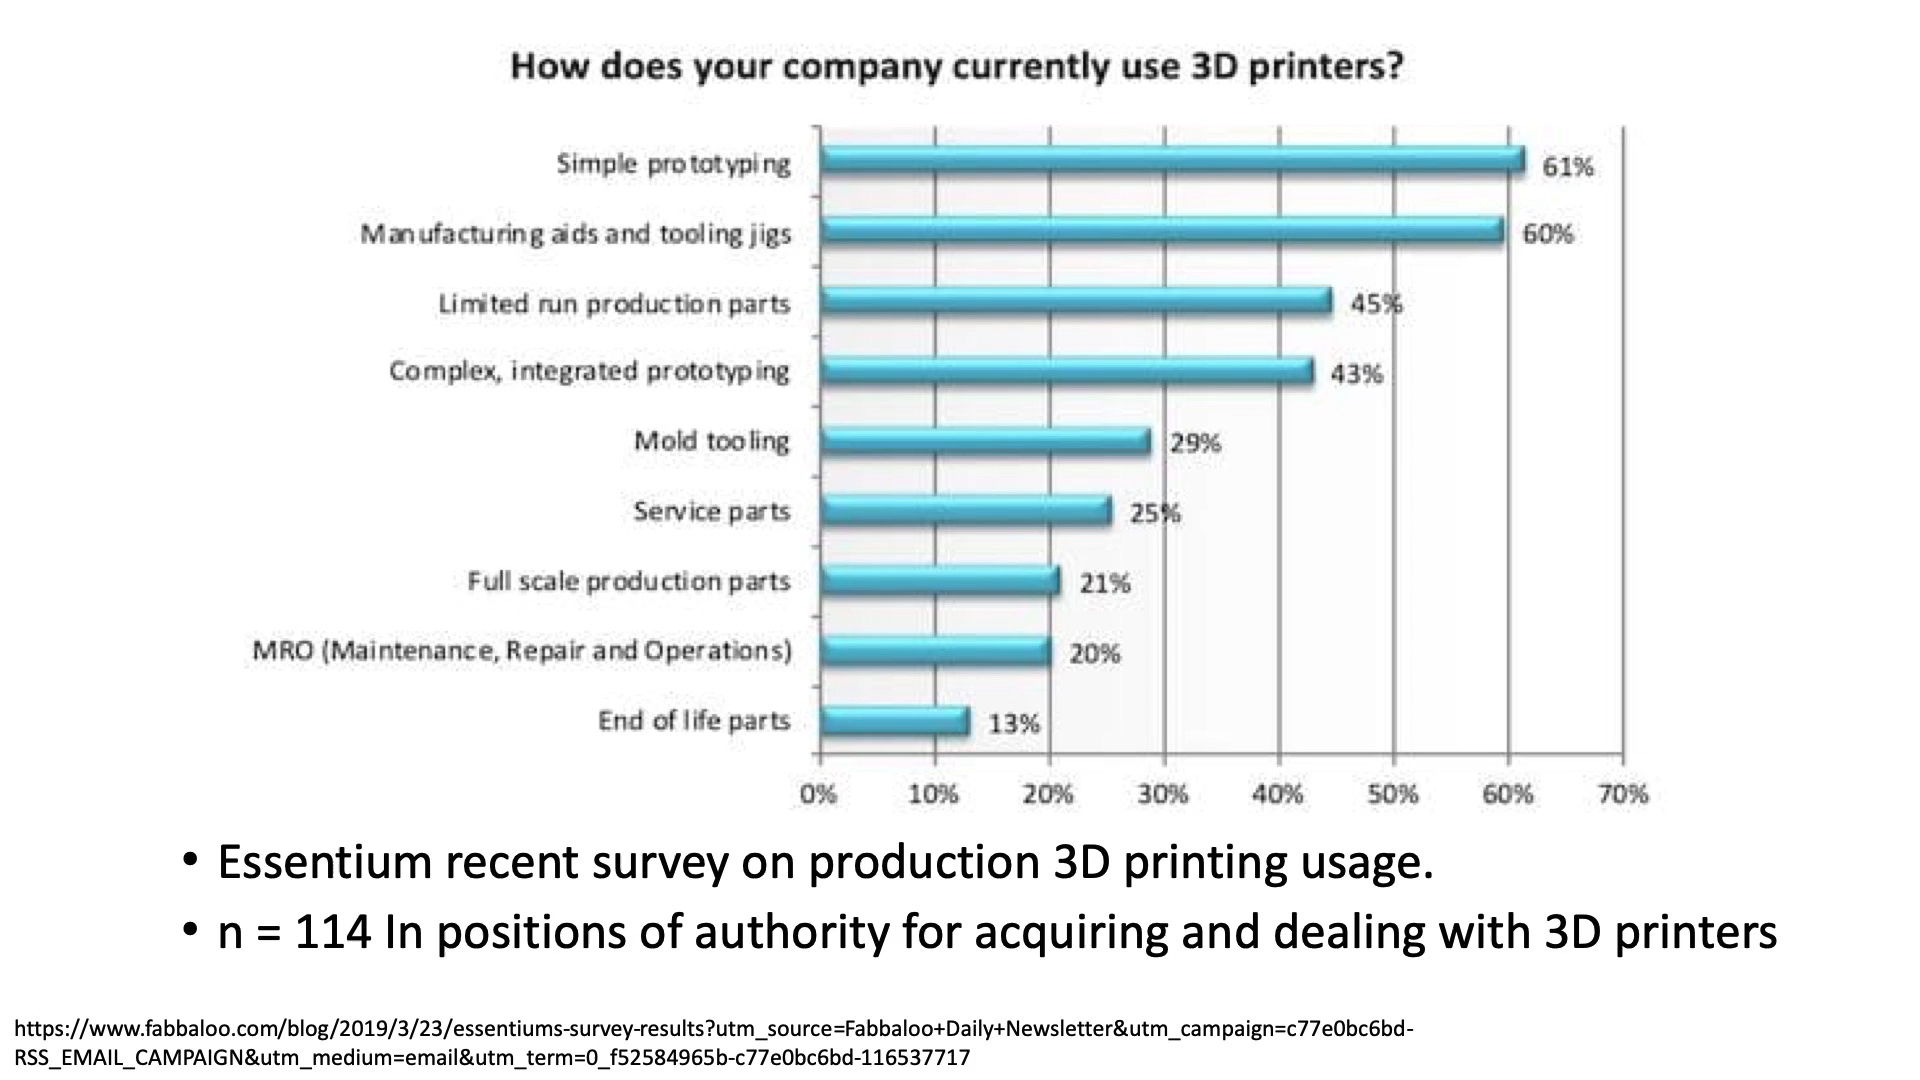 How does your company currently use 3D printers?
Simple prototyping
61%
Manufacturing aids and tooling jigs
60%
Limited run production parts
45%
Complex, integrated prototyping
43%
Mold tooling
29%
Service parts
25%
Full scale production parts
21%
MRO (Maintenance, Repair and Operations)
20%
End of life parts
13%
0% 10% 20% 30% 40% 50% 60% 70%
• Essentium recent survey on production 3D printing usage.
• n = 114 In positions of authority for acquiring and dealing with 3D printers
https://www.fabbaloo.com/blog/2019/3/23/essentiums-survey-results?utm_source=Fabbaloo+Daily+Newsletter&utm_campaign=c77e0bc6bd-
RSS_EMAIL_CAMPAIGN&utm_medium=email&utm_term=0_f52584965b-c77e0bc6bd-116537717